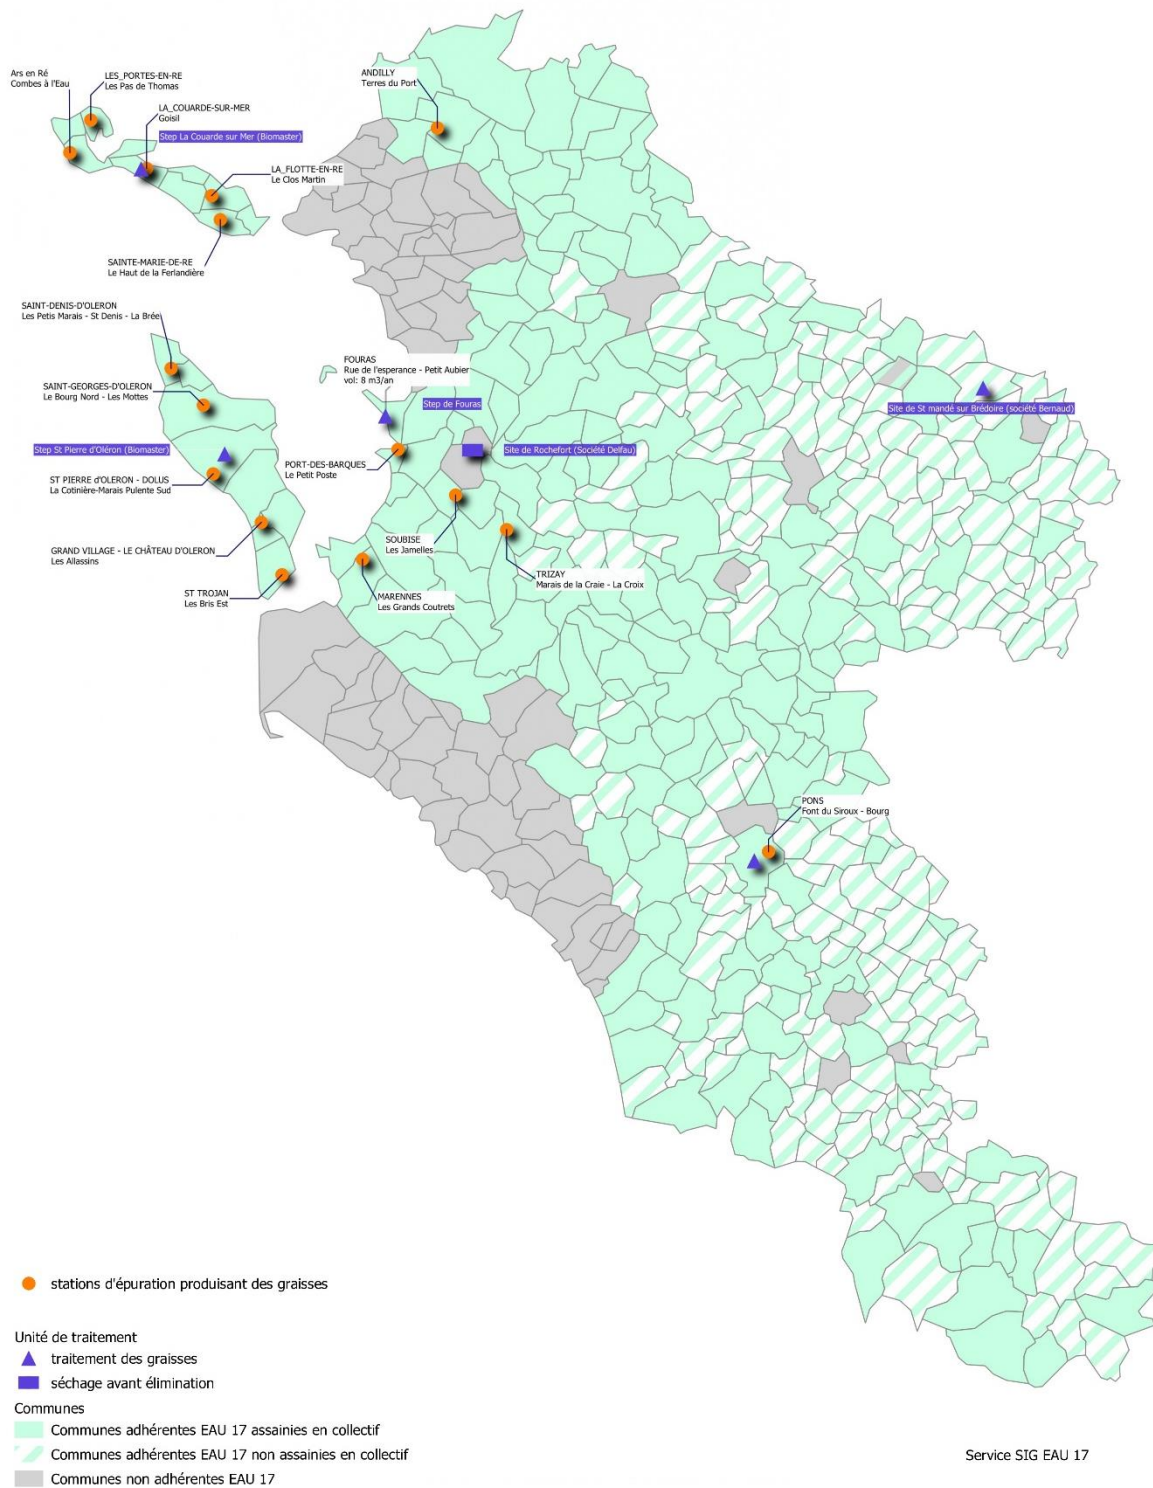 Ars en Ré
Combes à l'Eau
LES_PORTES-EN-RE
Les Pas de Thomas
LA_COUARDE-SUR-MER
Goisil
Step La Couarde sur Mer (Biomaster)
LA_FLOTTE-EN-RE
Le Clos Martin
SAINTE-MARIE-DE-RE
Le Haut de la Ferlandière
ANDILLY
Terres du Port
SAINT-DENIS-D'OLERON
Les Petis Marais - St Denis - La Brée
SAINT-GEORGES-D'OLERON
Le Bourg Nord - Les Mottes
Step St Pierre d'Oléron (Biomaster)
ST PIERRE d'OLERON - DOLUS
La Cotinière-Marais Pulente Sud
GRAND VILLAGE - LE CHÂTEAU D'OLERON
Les Allassins
ST TROJAN
Les Bris Est
FOURAS
Rue de l'esperance - Petit Aubier
vol: 8 m3/an
Step de Fouras
Site de Rochefort (Société Delfau)
Site de St mandé sur Brédoire (société Bernaud)
PORT-DES-BARQUES
Le Petit Poste
SOUBISE
Les Jamelles
TRIZAY
Marais de la Craie - La Croix
MARENNES
Les Grands Coutrets
PONS
Font du Siroux - Bourg
stations d'épuration produisant des graisses
Unité de traitement
traitement des graisses
séchage avant élimination
Communes
Communes adhérentes EAU 17 assainies en collectif
Communes adhérentes EAU 17 non assainies en collectif
Communes non adhérentes EAU 17
Service SIG EAU 17